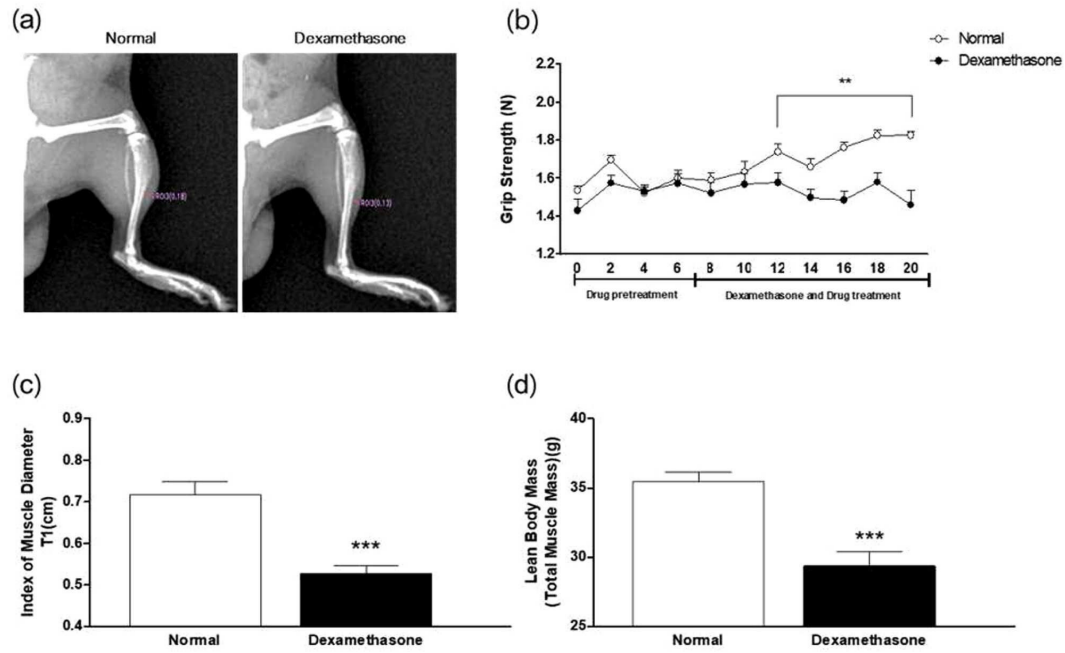 (a)
Normal
Dexamethasone
ROI3(0,13)
(b)
Normal
Dexamethasone
Grip Strength (N)
2.2
2.0
1.8
1.6
1.4
1.2
**
0 2 4 6 8 10 12 14 16 18 20
Drug pretreatment
Dexamethasone and Drug treatment
(c)
Index of Muscle Diameter
T1(cm)
0.9
0.8
0.7
0.6
0.5
0.4
***
Normal
Dexamethasone
(d)
Lean Body Mass
(Total Muscle Mass)(g)
40
35
30
25
***
Normal
Dexamethasone